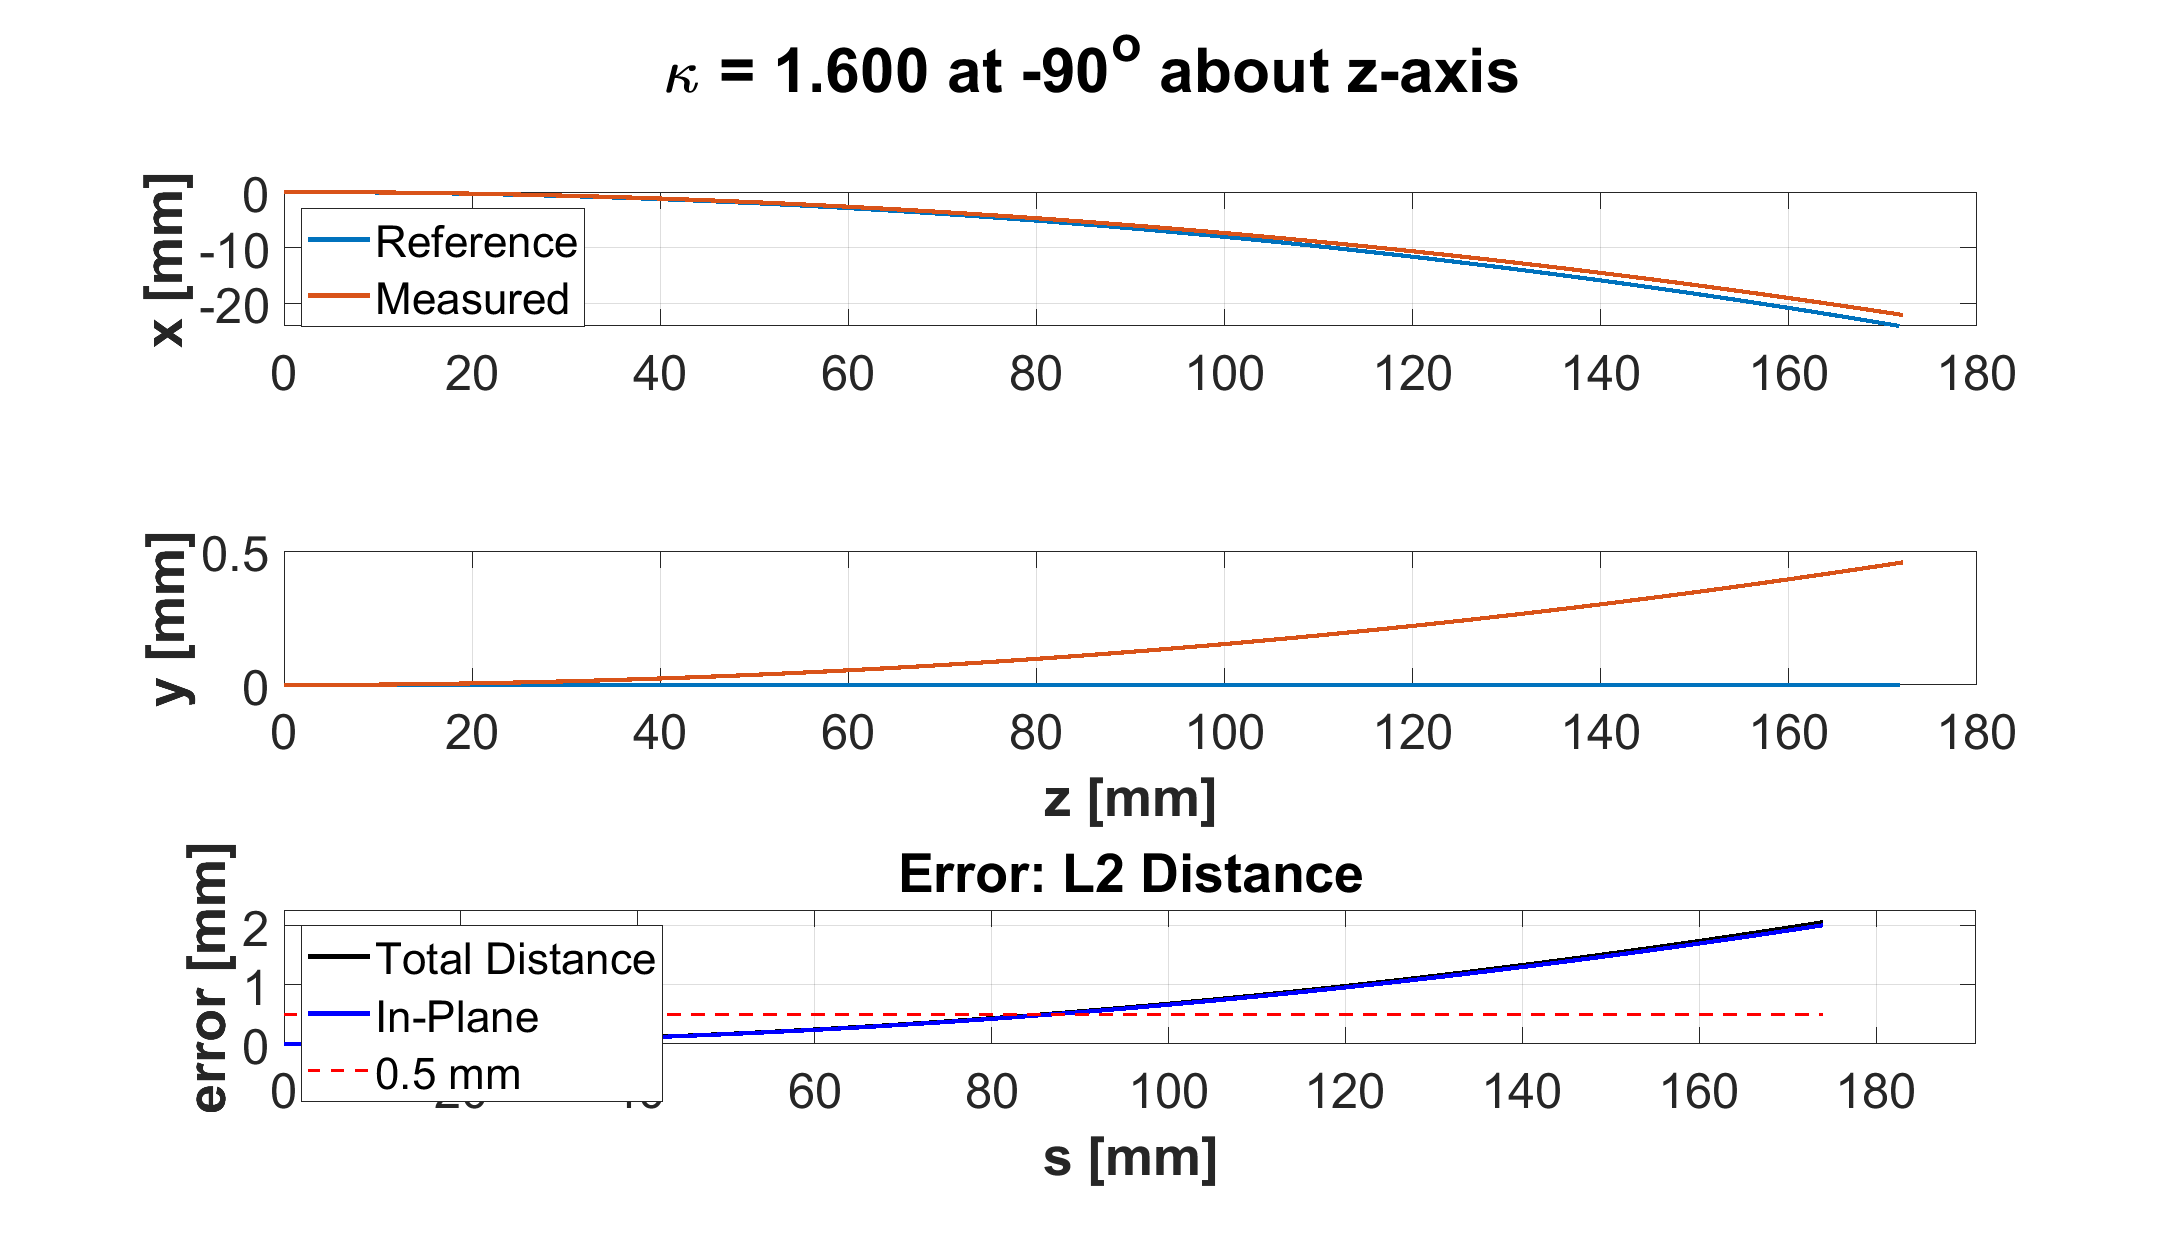 κ = 1.600 at -90° about z-axis
x [mm]
0
-10
-20
Reference
Measured
0 20 40 60 80 100 120 140 160 180
y [mm]
0.5
0
0 20 40 60 80 100 120 140 160 180
z [mm]
Error: L2 Distance
error [mm]
2
1
0
Total Distance
In-Plane
0.5 mm
0 20 40 60 80 100 120 140 160 180
s [mm]